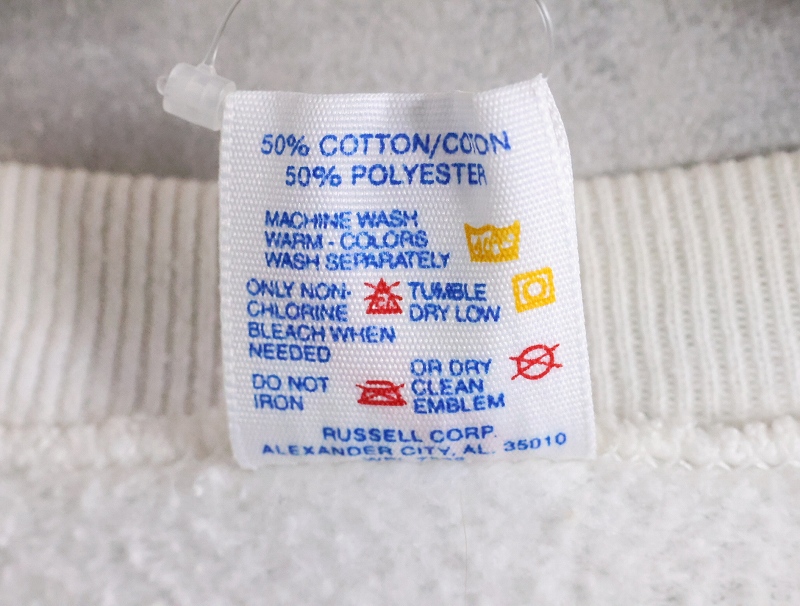 50% COTTON/COTON
50% POLYESTER
MACHINE WASH
WARM - COLORS
WASH SEPARATELY
ONLY NON-
CHLORINE
BLEACH WHEN
NEEDED
TUMBLE
DRY LOW
DO NOT
IRON
OR DRY
CLEAN
EMBLEM
RUSSELL CORP.
ALEXANDER CITY, AL. 35010